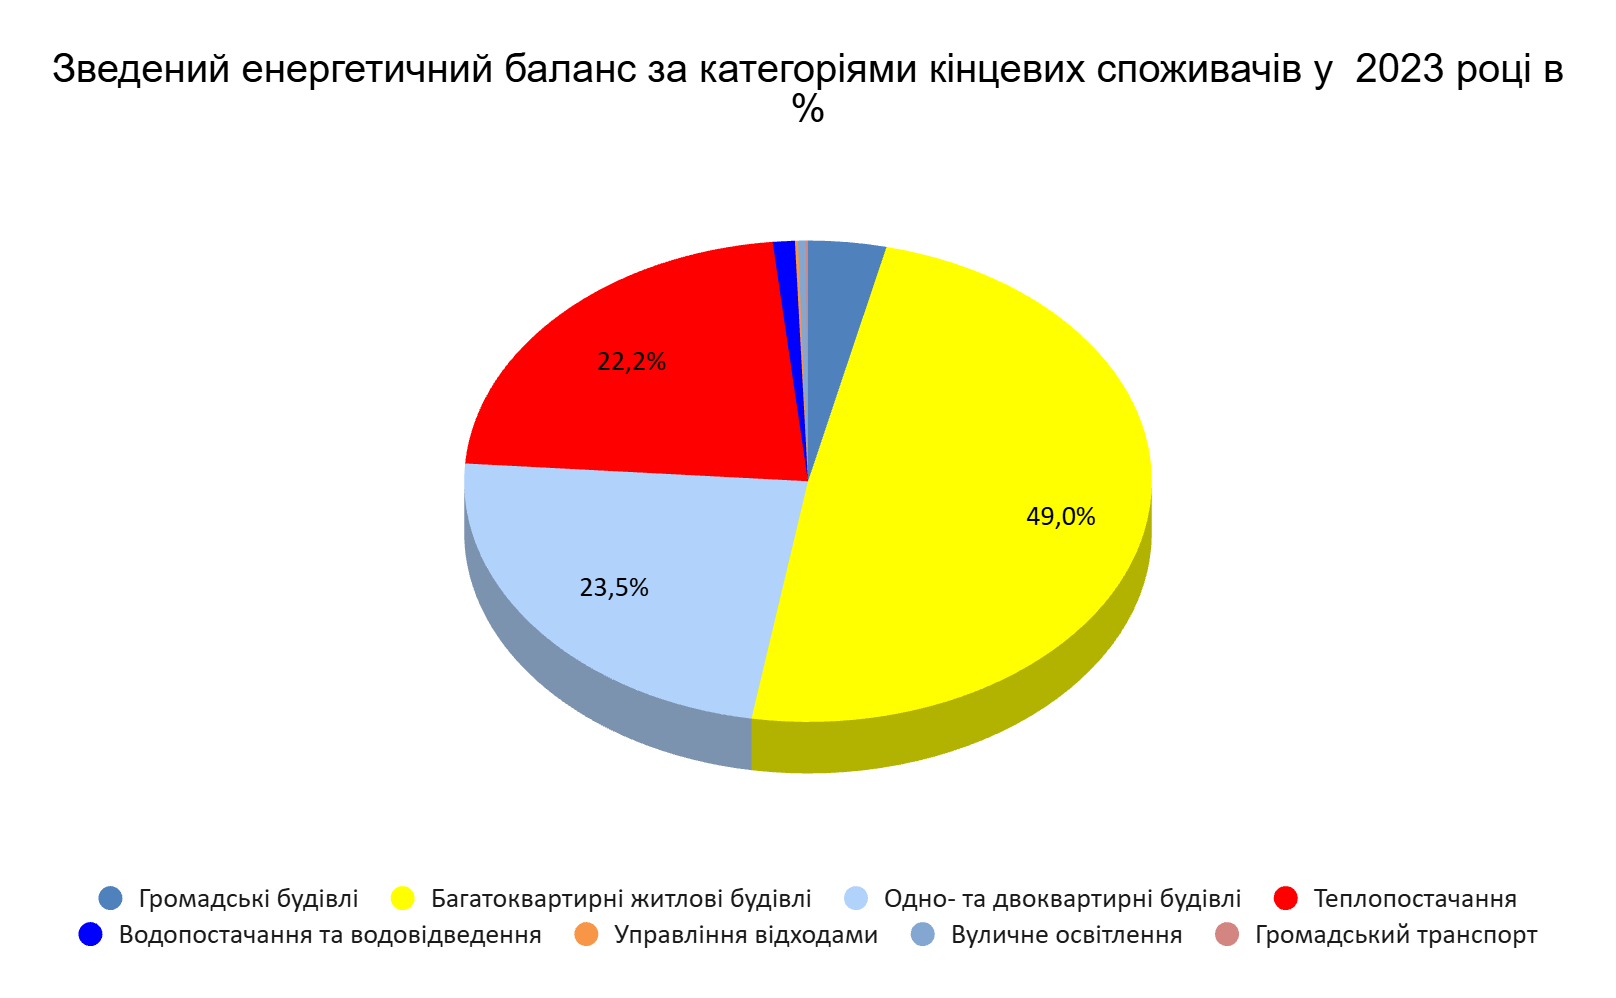 Зведений енергетичний баланс за категоріями кінцевих споживачів у  2023 році в
%
22,2%
49,0%
23,5%
Громадські будівлі
Багатоквартирні житлові будівлі
Одно- та двоквартирні будівлі
Теплопостачання
Водопостачання та водовідведення
Управління відходами
Вуличне освітлення
Громадський транспорт